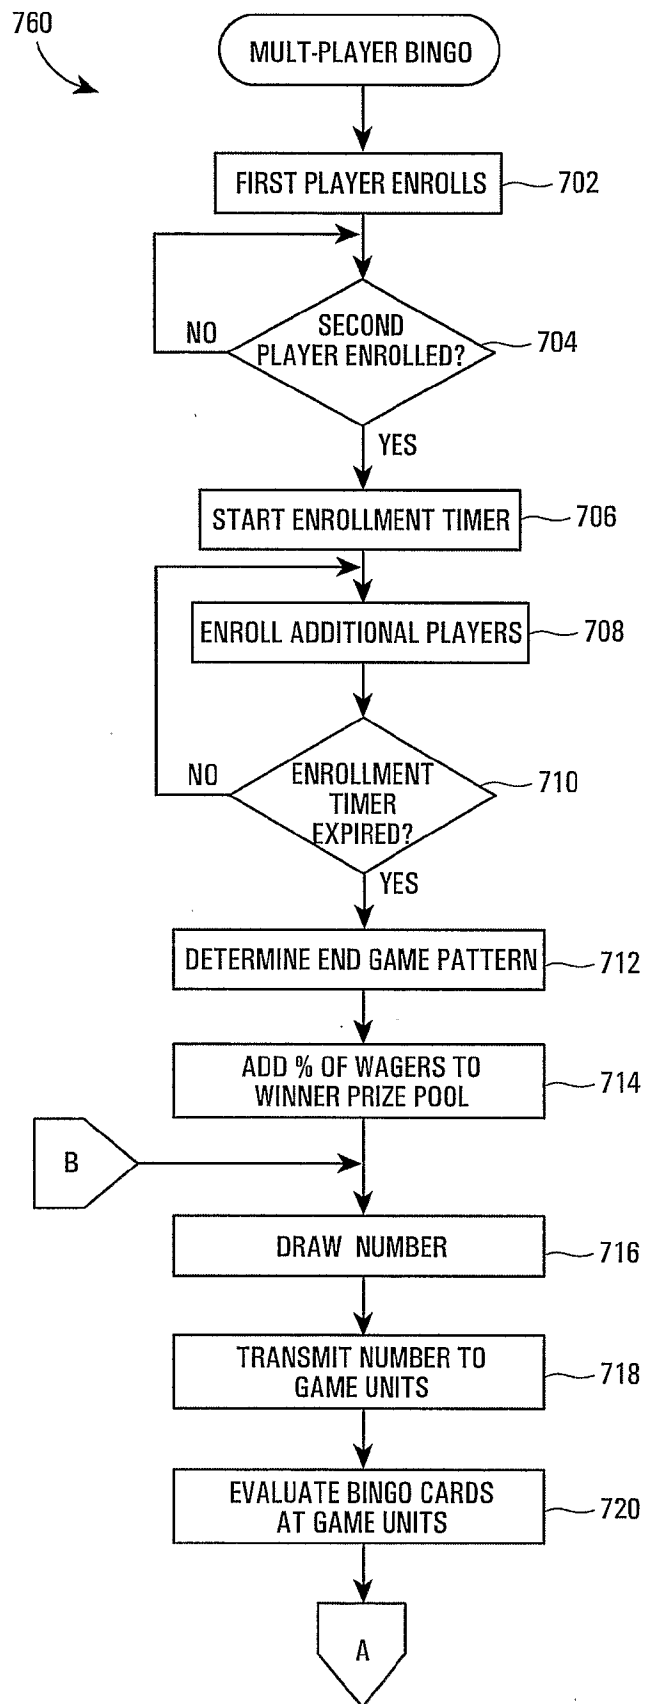 760
MULT-PLAYER BINGO
FIRST PLAYER ENROLLS
702
NO
SECOND
PLAYER ENROLLED?
704
YES
START ENROLLMENT TIMER
706
ENROLL ADDITIONAL PLAYERS
708
NO
ENROLLMENT
TIMER
EXPIRED?
710
YES
DETERMINE END GAME PATTERN
712
ADD % OF WAGERS TO
WINNER PRIZE POOL
714
B
DRAW NUMBER
716
TRANSMIT NUMBER TO
GAME UNITS
718
EVALUATE BINGO CARDS
AT GAME UNITS
720
A